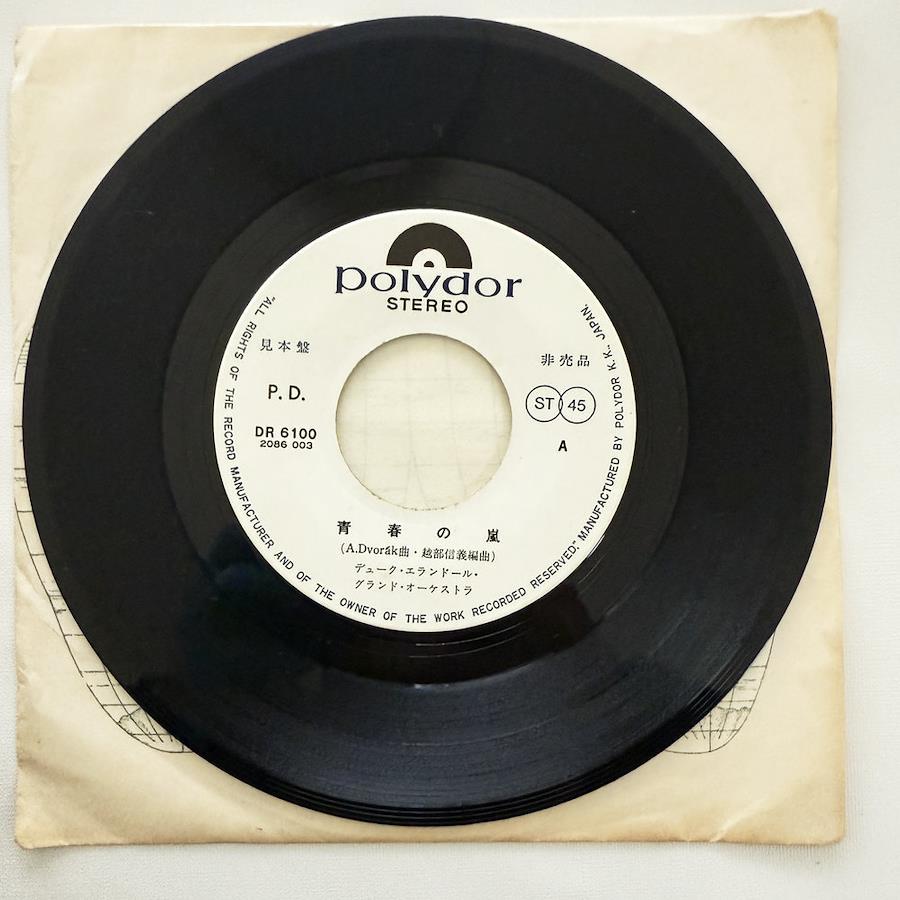 polydor
STEREO
見本盤
非売品
P. D.
ST 45
DR 6100
2086 003
A
青春の嵐
(A.Dvorák曲・越部信義編曲)
デューク・エランドール・
グランド・オーケストラ
"ALL RIGHTS OF THE RECORD MANUFACTURER AND OF THE OWNER OF THE WORK RECORDED RESERVED." MANUFACTURED BY POLYDOR K.K., JAPAN.